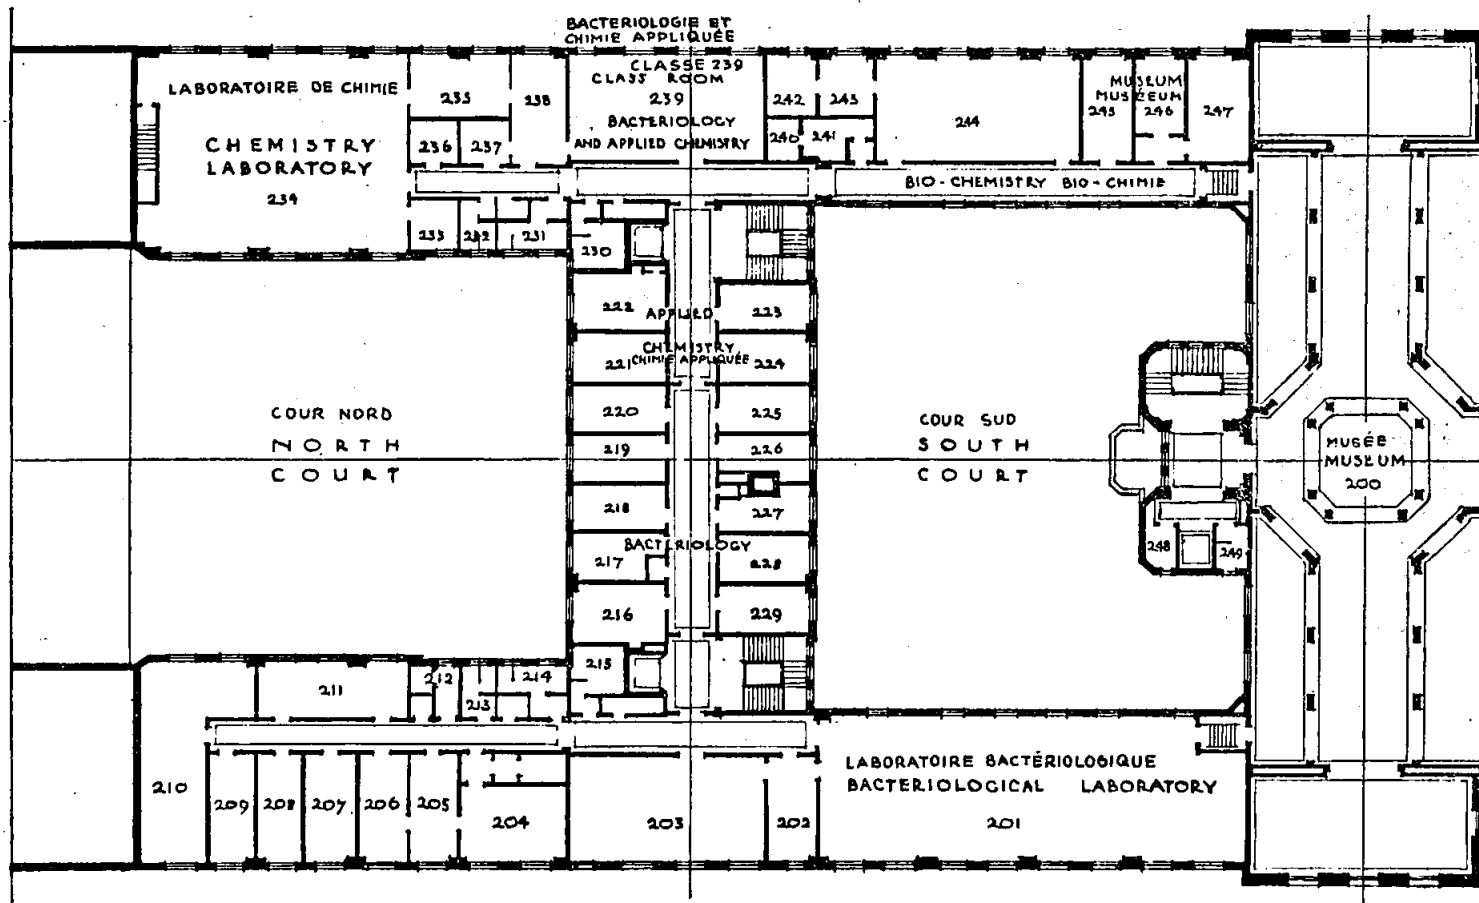 BACTERIOLOGIE ET
CHIMIE APPLIQUÉE
LABORATOIRE DE CHIMIE
CHEMISTRY
LABORATORY
234
235
236
237
238
CLASSE 239
CLASS ROOM
239
BACTERIOLOGY
AND APPLIED CHEMISTRY
242
243
240
241
244
245
MUSEUM
MUSÉEUM
246
247
BIO-CHEMISTRY BIO-CHIMIE
233
232
231
230
222
APPLIED
223
221
CHEMISTRY
CHIMIE APPLIQUÉE
224
220
225
219
226
218
227
BACTERIOLOGY
217
228
216
229
215
COUR NORD
NORTH
COURT
COUR SUD
SOUTH
COURT
248
249
MUSÉE
MUSEUM
200
211
212
213
214
210
209
208
207
206
205
204
203
202
LABORATOIRE BACTÉRIOLOGIQUE
BACTERIOLOGICAL LABORATORY
201